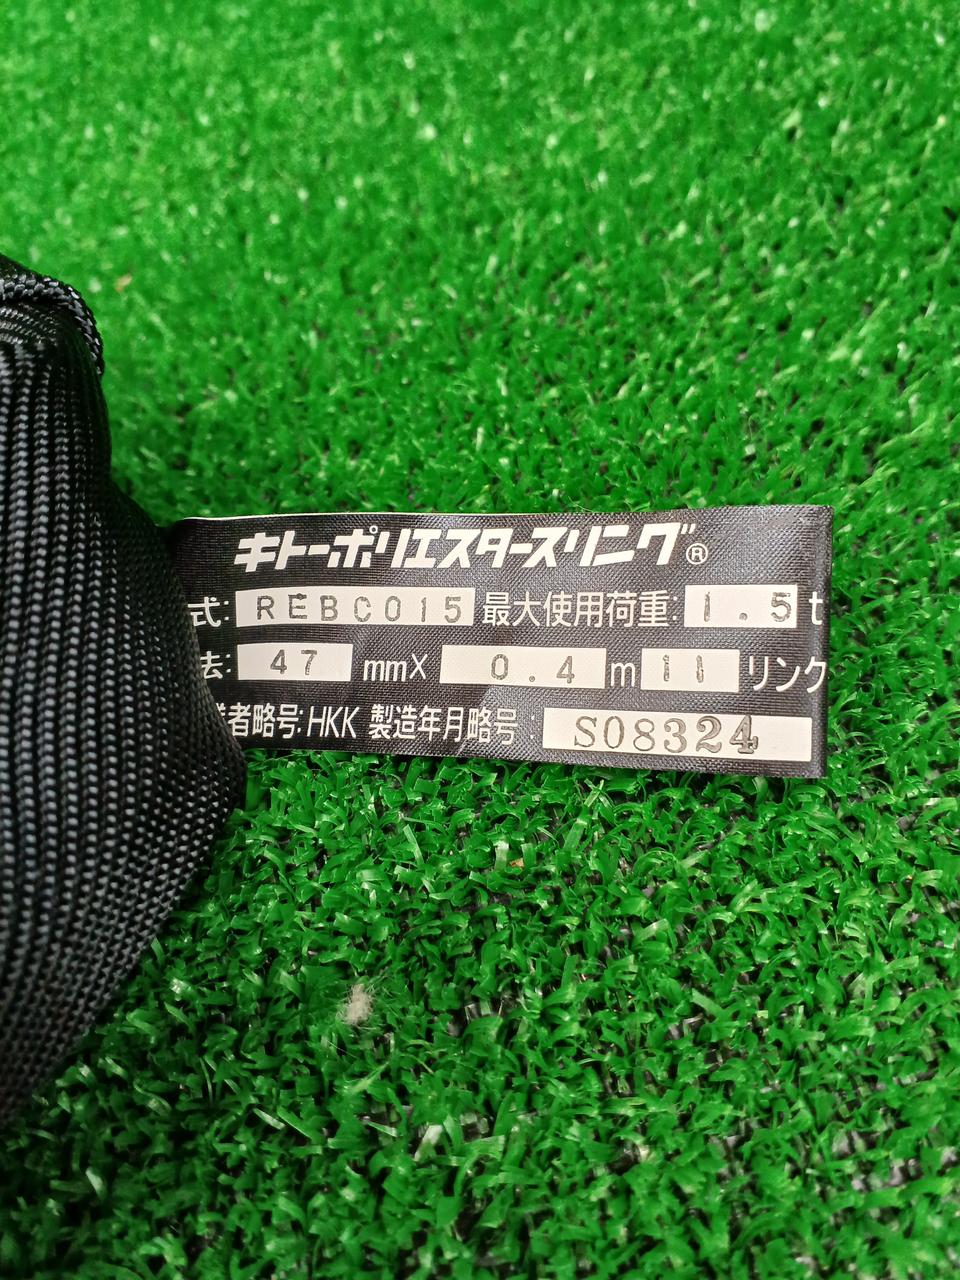 キトーポリエスタースリング®
式: REBC015 最大使用荷重: 1.5 t
法: 47 mm× 0.4 m 11 リンク
者略号: HKK 製造年月略号: S08324